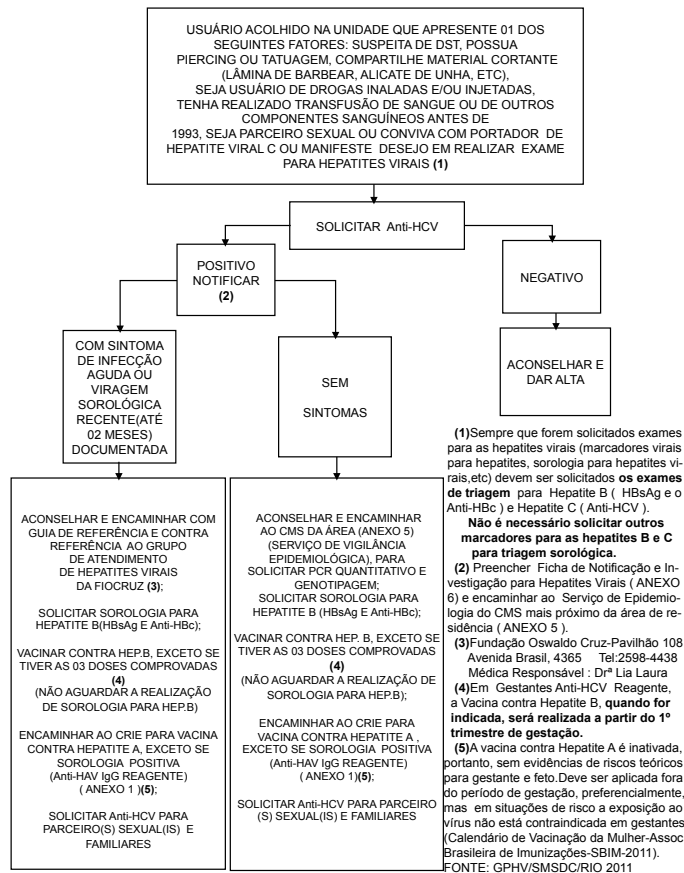 USUÁRIO ACOLHIDO NA UNIDADE QUE APRESENTE 01 DOS
SEGUINTES FATORES: SUSPEITA DE DST, POSSUA
PIERCING OU TATUAGEM, COMPARTILHE MATERIAL CORTANTE
(LÂMINA DE BARBEAR, ALICATE DE UNHA, ETC),
SEJA USUÁRIO DE DROGAS INALADAS E/OU INJETADAS,
TENHA REALIZADO TRANSFUSÃO DE SANGUE OU DE OUTROS
COMPONENTES SANGUÍNEOS ANTES DE
1993, SEJA PARCEIRO SEXUAL OU CONVIVA COM PORTADOR DE
HEPATITE VIRAL C OU MANIFESTE DESEJO EM REALIZAR EXAME
PARA HEPATITES VIRAIS (1)
SOLICITAR Anti-HCV
POSITIVO
NOTIFICAR
(2)
NEGATIVO
COM SINTOMA
DE INFECÇÃO
AGUDA OU
VIRAGEM
SOROLÓGICA
RECENTE(ATÉ
02 MESES)
DOCUMENTADA
SEM
SINTOMAS
ACONSELHAR E
DAR ALTA
ACONSELHAR E ENCAMINHAR COM
GUIA DE REFERÊNCIA E CONTRA
REFERÊNCIA AO GRUPO
DE ATENDIMENTO
DE HEPATITES VIRAIS
DA FIOCRUZ (3);
SOLICITAR SOROLOGIA PARA
HEPATITE B(HBsAg E Anti-HBc);
VACINAR CONTRA HEP.B, EXCETO SE
TIVER AS 03 DOSES COMPROVADAS
(4)
(NÃO AGUARDAR A REALIZAÇÃO
DE SOROLOGIA PARA HEP.B)
ENCAMINHAR AO CRIE PARA VACINA
CONTRA HEPATITE A, EXCETO SE
SOROLOGIA POSITIVA
(Anti-HAV IgG REAGENTE)
( ANEXO 1 )(5);
SOLICITAR Anti-HCV PARA
PARCEIRO(S) SEXUAL(IS) E
FAMILIARES
ACONSELHAR E ENCAMINHAR
AO CMS DA ÁREA (ANEXO 5)
(SERVIÇO DE VIGILÂNCIA
EPIDEMIOLÓGICA), PARA
SOLICITAR PCR QUANTITATIVO E
GENOTIPAGEM;
SOLICITAR SOROLOGIA PARA
HEPATITE B (HBsAg E Anti-HBc);
VACINAR CONTRA HEP. B, EXCETO SE
TIVER AS 03 DOSES COMPROVADAS
(4)
(NÃO AGUARDAR A REALIZAÇÃO DE
SOROLOGIA PARA HEP.B);
ENCAMINHAR AO CRIE PARA
VACINA CONTRA HEPATITE A ,
EXCETO SE SOROLOGIA POSITIVA
(Anti-HAV IgG REAGENTE)
( ANEXO 1)(5);
SOLICITAR Anti-HCV PARA PARCEIRO
(S) SEXUAL(IS) E FAMILIARES
(1)Sempre que forem solicitados exames
para as hepatites virais (marcadores virais
para hepatites, sorologia para hepatites vi-
rais,etc) devem ser solicitados os exames
de triagem para Hepatite B ( HBsAg e o
Anti-HBc ) e Hepatite C ( Anti-HCV ).
Não é necessário solicitar outros
marcadores para as hepatites B e C
para triagem sorológica.
(2) Preencher Ficha de Notificação e In-
vestigação para Hepatites Virais ( ANEXO
6) e encaminhar ao Serviço de Epidemio-
logia do CMS mais próximo da área de re-
sidência ( ANEXO 5 ).
(3)Fundação Oswaldo Cruz-Pavilhão 108
Avenida Brasil, 4365 Tel:2598-4438
Médica Responsável : Drª Lia Laura
(4)Em Gestantes Anti-HCV Reagente,
a Vacina contra Hepatite B, quando for
indicada, será realizada a partir do 1º
trimestre de gestação.
(5)A vacina contra Hepatite A é inativada,
portanto, sem evidências de riscos teóricos
para gestante e feto.Deve ser aplicada fora
do período de gestação, preferencialmente,
mas em situações de risco a exposição ao
vírus não está contraindicada em gestantes
(Calendário de Vacinação da Mulher-Assoc
Brasileira de Imunizações-SBIM-2011).
FONTE: GPHV/SMSDC/RIO 2011